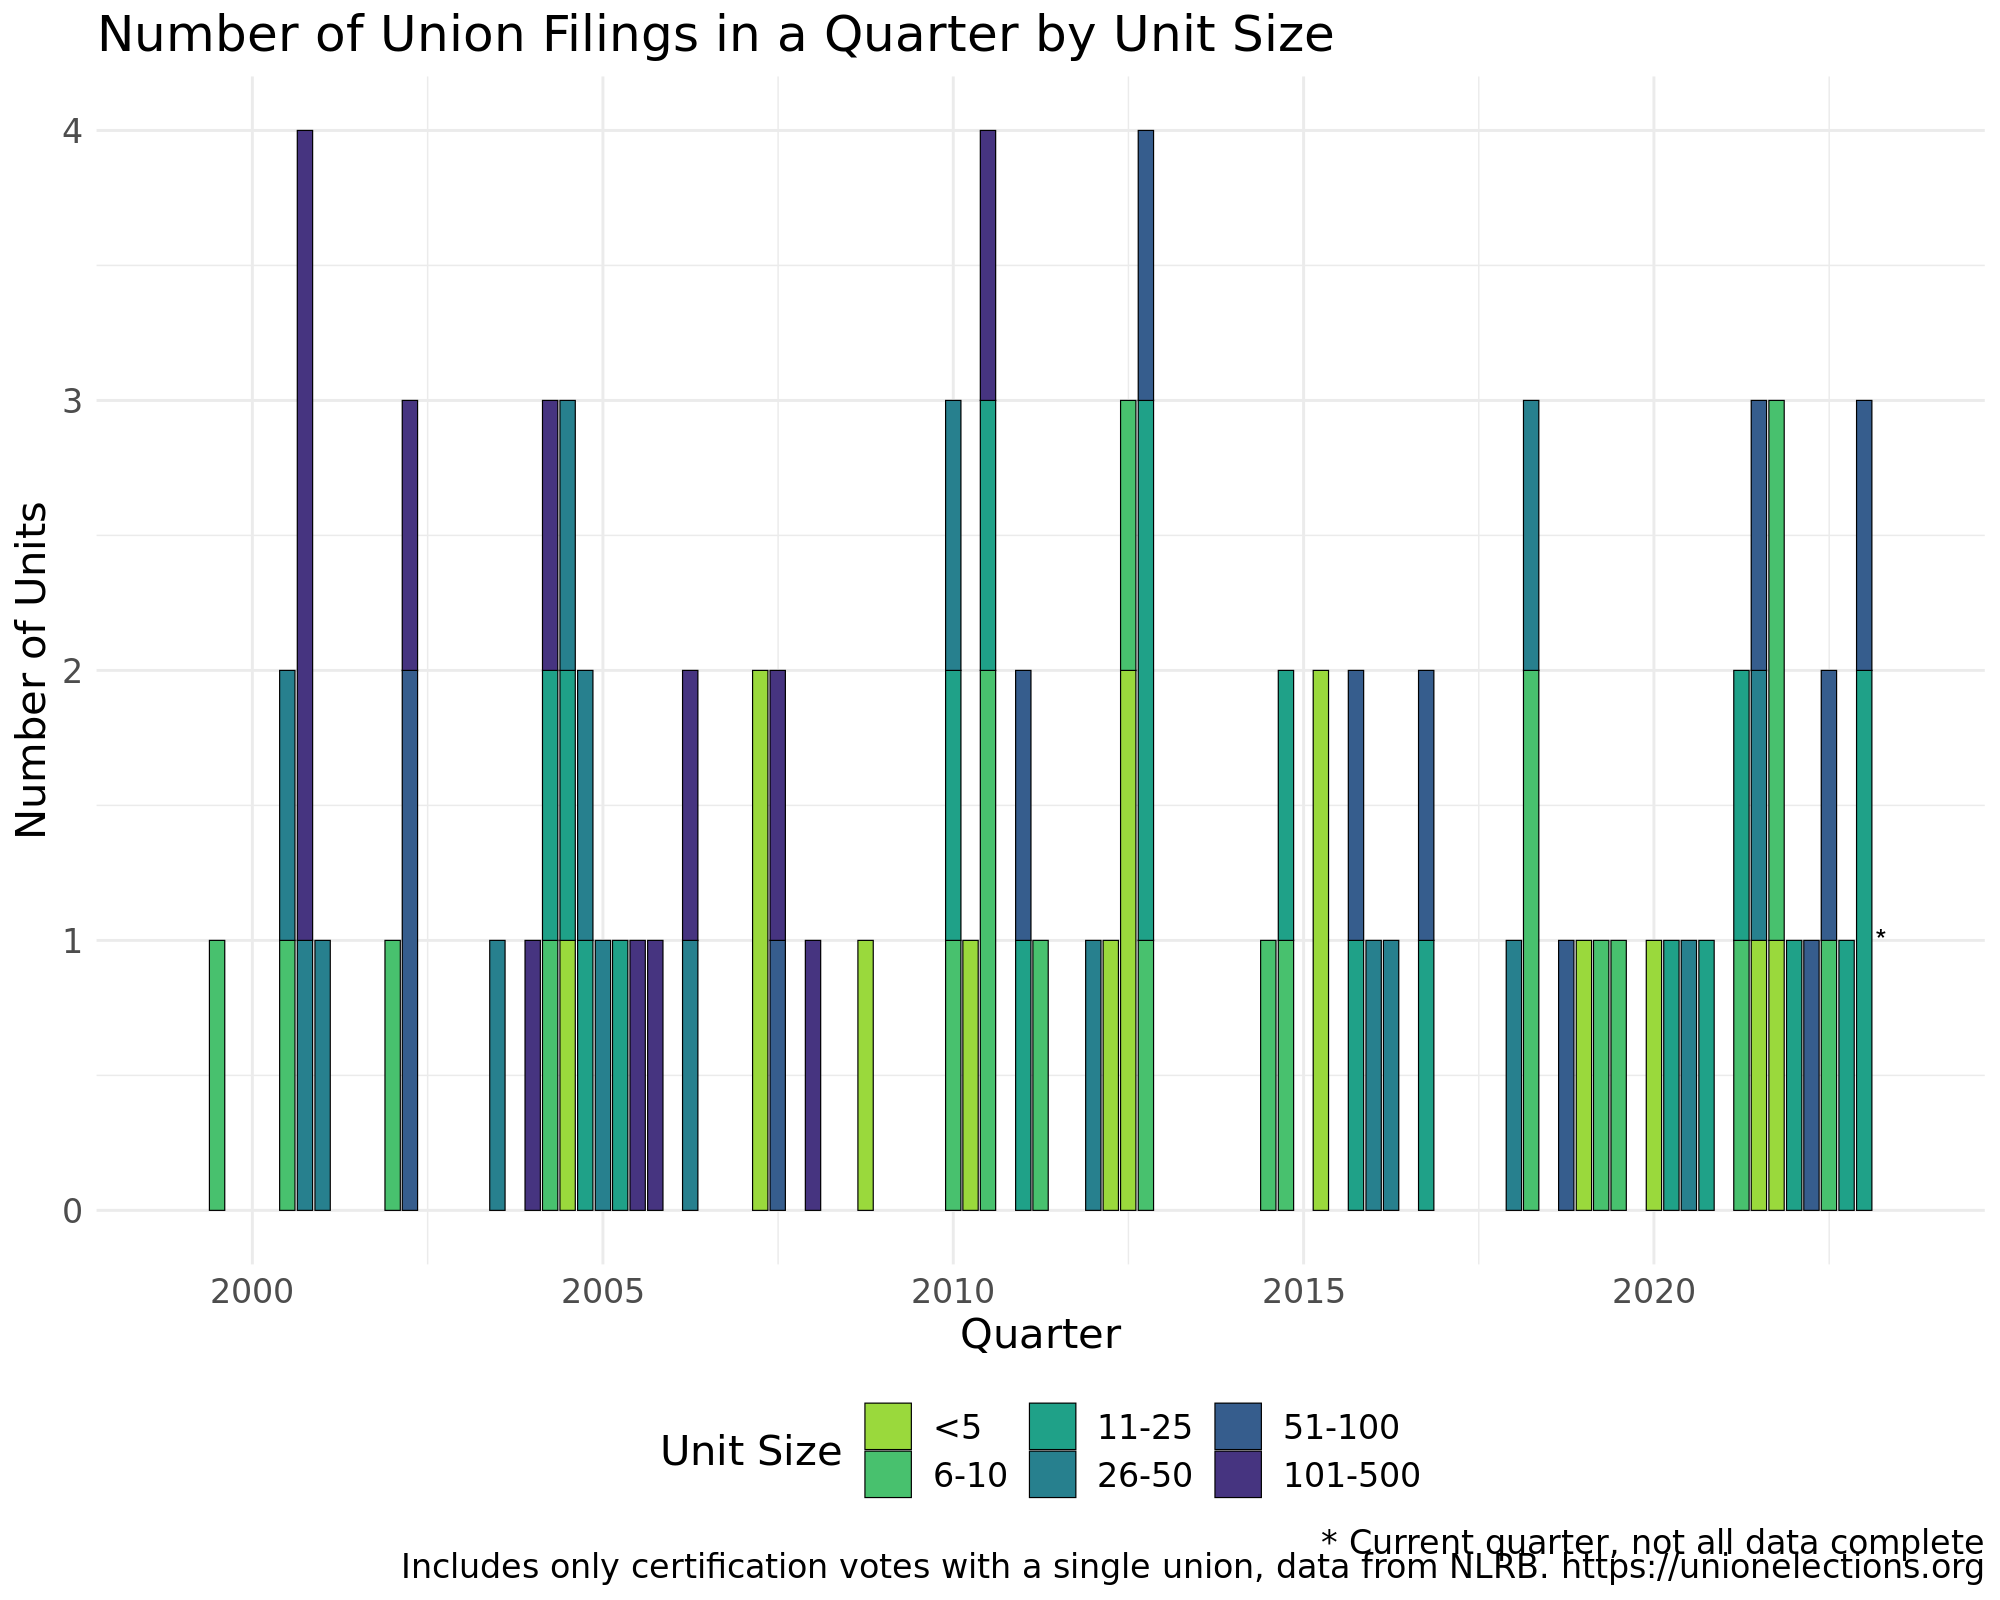 Number of Union Filings in a Quarter by Unit Size
Number of Units
4
3
2
1
0
*
2000 2005 2010 2015 2020
Quarter
Unit Size
<5 11-25 51-100
6-10 26-50 101-500
* Current quarter, not all data complete
Includes only certification votes with a single union, data from NLRB. https://unionelections.org